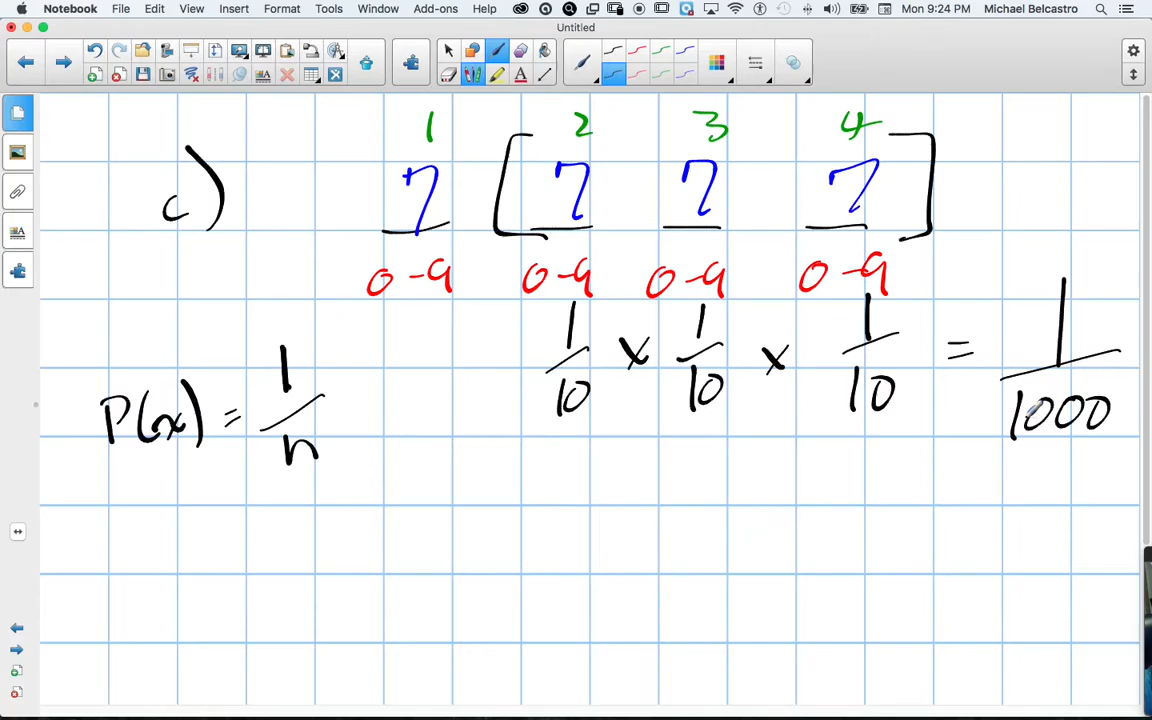 Notebook File Edit View Insert Format Tools Window Add-ons Help Mon 9:24 PM Michael Belcastro
Untitled
1 2 3 4
c) 7 [ 7 7 7 ]
0-9 0-9 0-9 0-9
1/10 x 1/10 x 1/10 = 1/1000
P(x) = 1/n